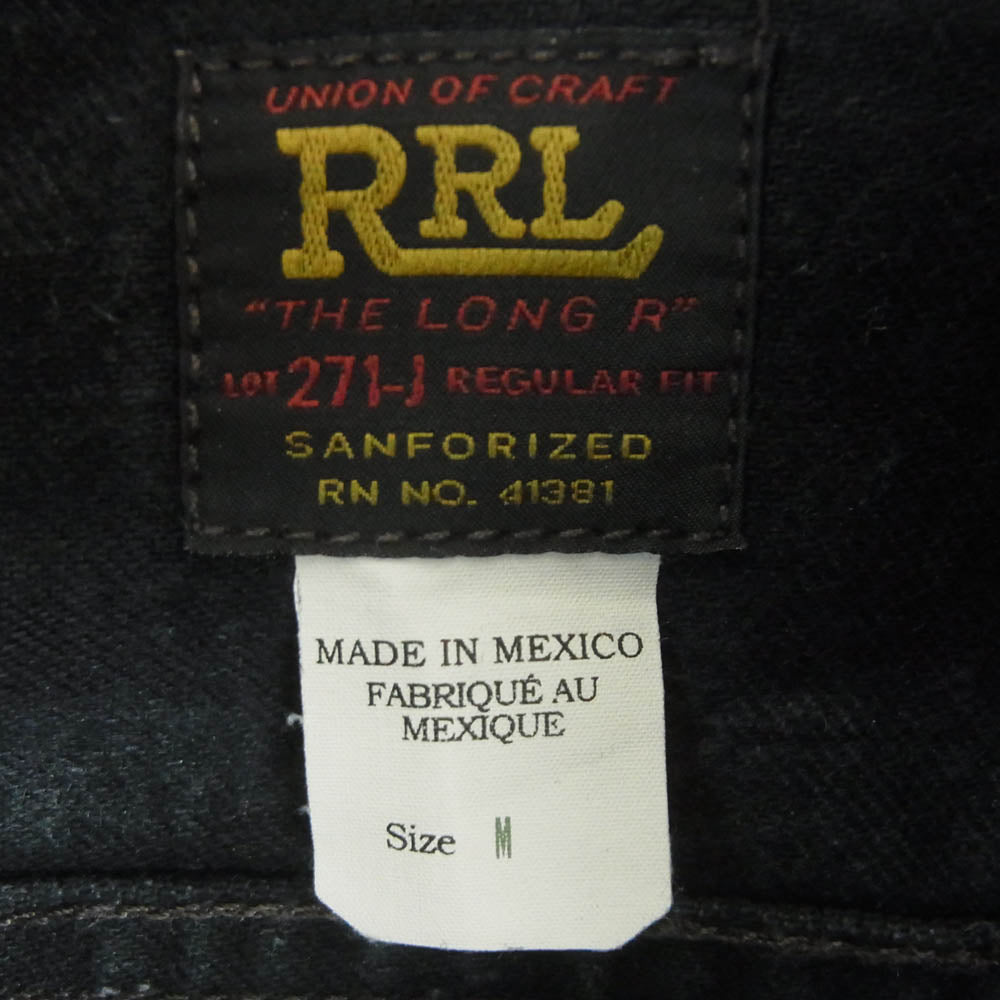 UNION OF CRAFT
RRL
"THE LONG R"
LOT 271-J REGULAR FIT
SANFORIZED
RN NO. 41381
MADE IN MEXICO
FABRIQUÉ AU
MEXIQUE
Size M